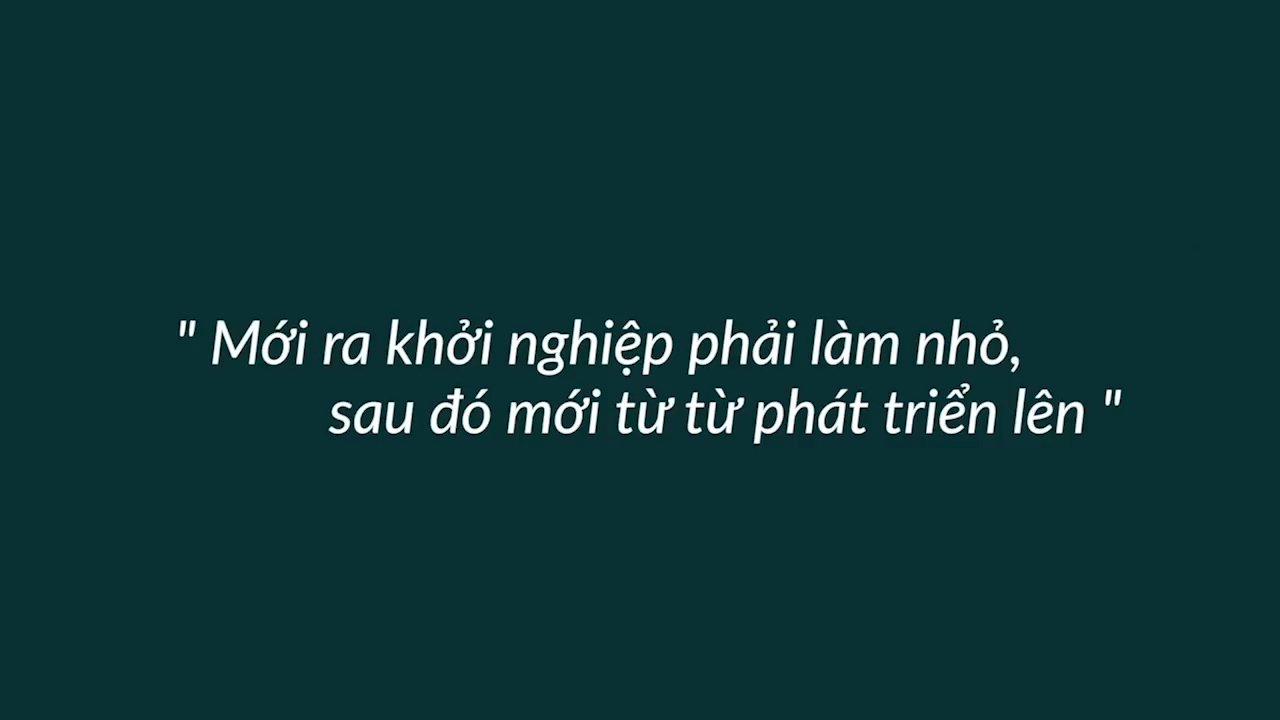 " Mới ra khởi nghiệp phải làm nhỏ,
sau đó mới từ từ phát triển lên "